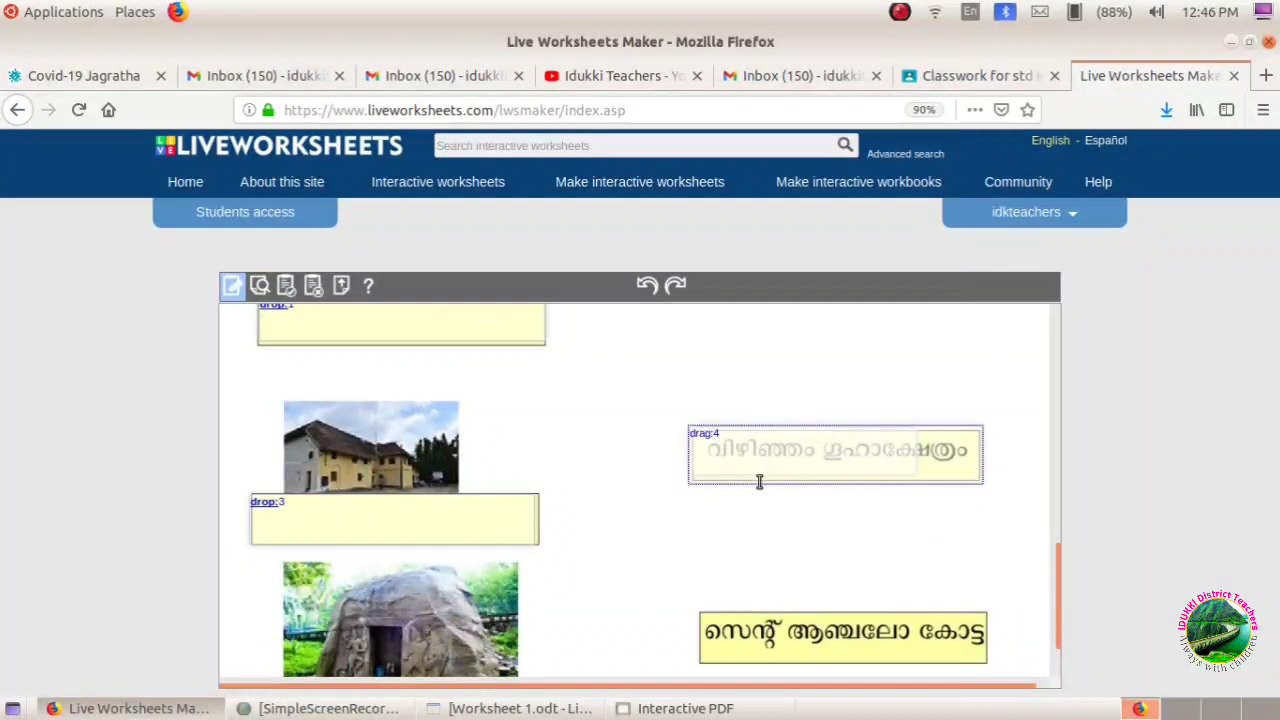 Applications Places En (88%) 12:46 PM
Live Worksheets Maker - Mozilla Firefox
Covid-19 Jagratha Inbox (150) - idukki Inbox (150) - idukki Idukki Teachers - Yo Inbox (150) - idukki Classwork for std Live Worksheets Make
https://www.liveworksheets.com/lwsmaker/index.asp 90%
LIVEWORKSHEETS Search interactive worksheets Advanced search English - Español
Home About this site Interactive worksheets Make interactive worksheets Make interactive workbooks Community Help
Students access idkteachers
?
drop:1
drag:4
വിഴിഞ്ഞം ഗുഹാക്ഷേത്രം
drop:3
സെന്റ് ആഞ്ചലോ കോട്ട
IDUKKI District Teachers
always with children
Live Worksheets Ma... [SimpleScreenRecor... [Worksheet 1.odt - Li... Interactive PDF